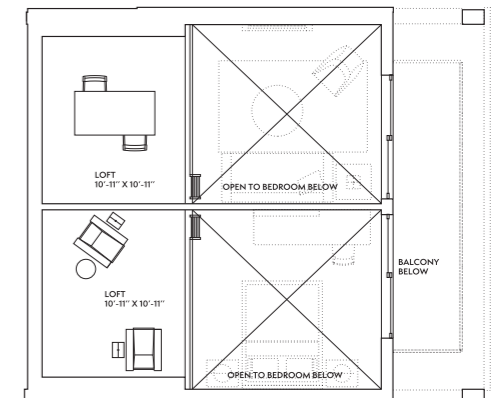 LOFT
10'-11" X 10'-11"
OPEN TO BEDROOM BELOW
BALCONY
BELOW
LOFT
10'-11" X 10'-11"
OPEN TO BEDROOM BELOW